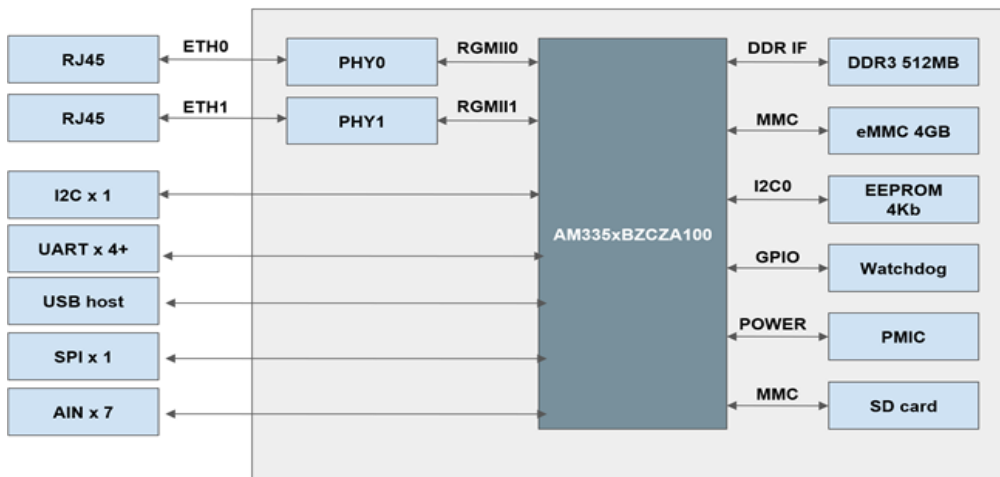 RJ45
ETH0
PHY0
RGMII0
DDR IF
DDR3 512MB
RJ45
ETH1
PHY1
RGMII1
MMC
eMMC 4GB
I2C x 1
I2C0
EEPROM
4Kb
AM335xBZCZA100
UART x 4+
GPIO
Watchdog
USB host
POWER
PMIC
SPI x 1
MMC
SD card
AIN x 7